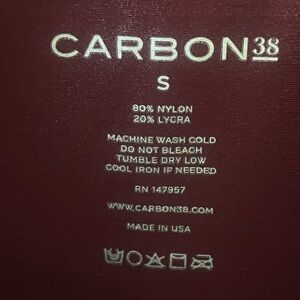 CARBON38
S
80% NYLON
20% LYCRA
MACHINE WASH COLD
DO NOT BLEACH
TUMBLE DRY LOW
COOL IRON IF NEEDED
RN 147957
WWW.CARBON38.COM
MADE IN USA